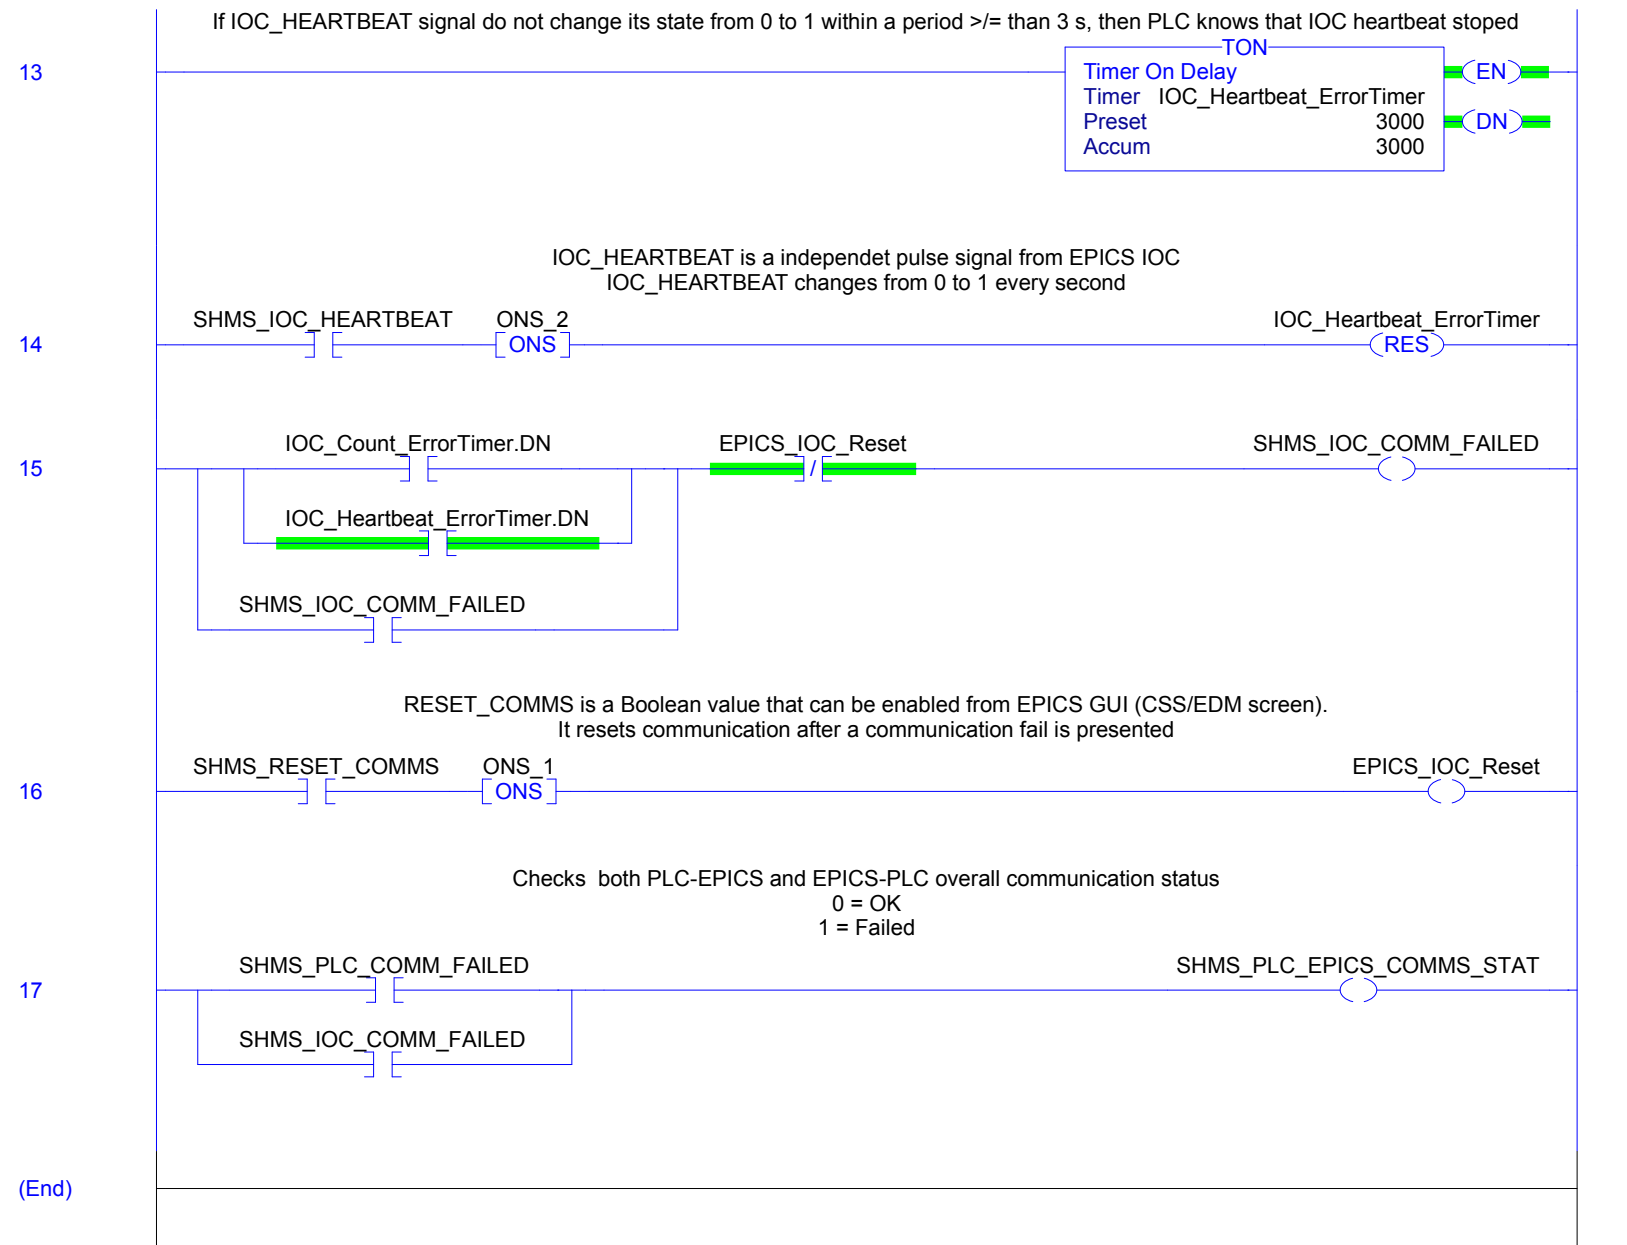 If IOC_HEARTBEAT signal do not change its state from 0 to 1 within a period >/= than 3 s, then PLC knows that IOC heartbeat stoped
13
TON
Timer On Delay
Timer IOC_Heartbeat_ErrorTimer
Preset 3000
Accum 3000
EN
DN
IOC_HEARTBEAT is a independet pulse signal from EPICS IOC
IOC_HEARTBEAT changes from 0 to 1 every second
14
SHMS_IOC_HEARTBEAT ONS_2 IOC_Heartbeat_ErrorTimer
ONS RES
15
IOC_Count_ErrorTimer.DN EPICS_IOC_Reset SHMS_IOC_COMM_FAILED
/
IOC_Heartbeat_ErrorTimer.DN
SHMS_IOC_COMM_FAILED
RESET_COMMS is a Boolean value that can be enabled from EPICS GUI (CSS/EDM screen).
It resets communication after a communication fail is presented
16
SHMS_RESET_COMMS ONS_1 EPICS_IOC_Reset
ONS
Checks  both PLC-EPICS and EPICS-PLC overall communication status
0 = OK
1 = Failed
17
SHMS_PLC_COMM_FAILED SHMS_PLC_EPICS_COMMS_STAT
SHMS_IOC_COMM_FAILED
(End)